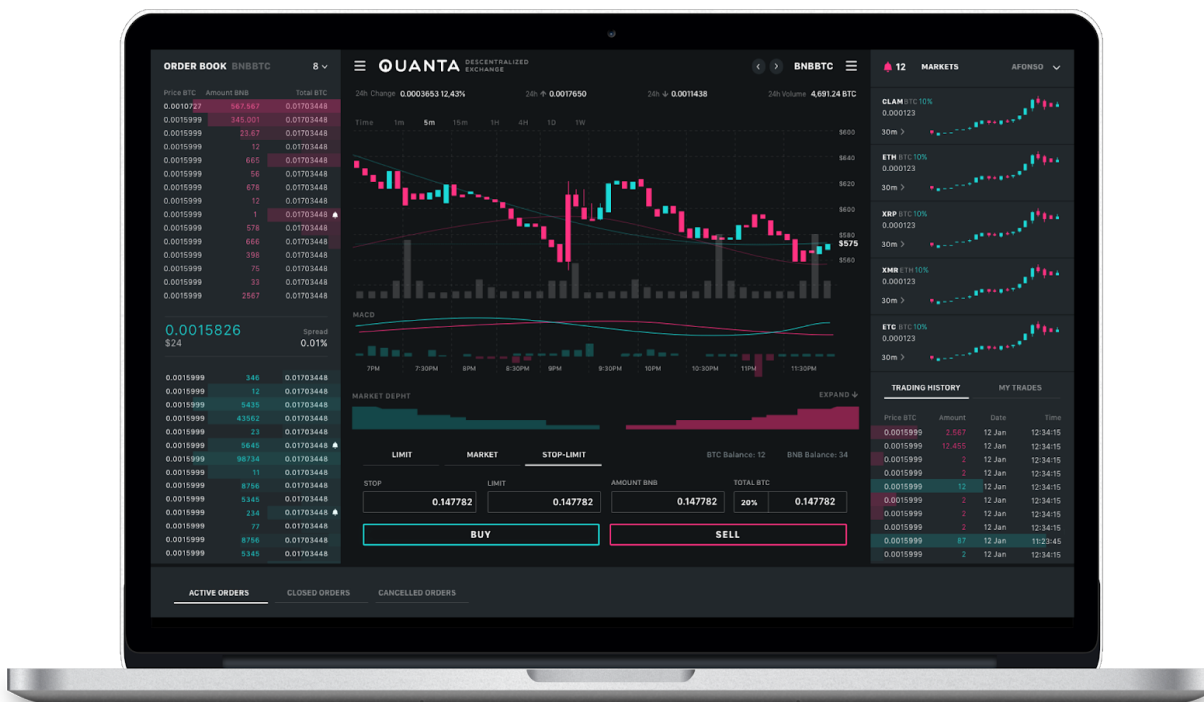 ORDER BOOK BNBBTC 8
Price BTC Amount BNB Total BTC
0.0010727 567.567 0.01703448
0.0015999 345.001 0.01703448
0.0015999 23.67 0.01703448
0.0015999 12 0.01703448
0.0015999 665 0.01703448
0.0015999 56 0.01703448
0.0015999 678 0.01703448
0.0015999 12 0.01703448
0.0015999 1 0.01703448
0.0015999 578 0.01703448
0.0015999 666 0.01703448
0.0015999 398 0.01703448
0.0015999 75 0.01703448
0.0015999 33 0.01703448
0.0015999 2567 0.01703448
0.0015826 Spread
$24 0.01%
0.0015999 346 0.01703448
0.0015999 12 0.01703448
0.0015999 5435 0.01703448
0.0015999 43562 0.01703448
0.0015999 23 0.01703448
0.0015999 5645 0.01703448
0.0015999 98734 0.01703448
0.0015999 11 0.01703448
0.0015999 8756 0.01703448
0.0015999 5345 0.01703448
0.0015999 234 0.01703448
0.0015999 77 0.01703448
0.0015999 8756 0.01703448
0.0015999 5345 0.01703448
QUANTA DESCENTRALIZED
EXCHANGE
BNBBTC
24h Change 0.0003653 12,43% 24h 0.0017650 24h 0.0011438 24h Volume 4,691.24 BTC
Time 1m 5m 15m 1H 4H 1D 1W
$600
$640
$620
$600
$580
$575
$560
MACD
7PM 7:30PM 8PM 8:30PM 9PM 9:30PM 10PM 10:30PM 11PM 11:30PM
MARKET DEPHT EXPAND
LIMIT MARKET STOP-LIMIT BTC Balance: 12 BNB Balance: 34
STOP LIMIT AMOUNT BNB TOTAL BTC
0.147782 0.147782 0.147782 20% 0.147782
BUY SELL
12 MARKETS AFONSO
CLAM BTC 10%
0.000123
30m
ETH BTC 10%
0.000123
30m
XRP BTC 10%
0.000123
30m
XMR ETH 10%
0.000123
30m
ETC BTC 10%
0.000123
30m
TRADING HISTORY MY TRADES
Price BTC Amount Date Time
0.0015999 3.567 12 Jan 12:34:15
0.0015999 12.455 12 Jan 12:34:15
0.0015999 2 12 Jan 12:34:15
0.0015999 2 12 Jan 12:34:15
0.0015999 12 12 Jan 12:34:15
0.0015999 2 12 Jan 12:34:15
0.0015999 2 12 Jan 12:34:15
0.0015999 2 12 Jan 12:34:15
0.0015999 87 12 Jan 11:23:45
0.0015999 2 12 Jan 12:34:15
ACTIVE ORDERS CLOSED ORDERS CANCELLED ORDERS